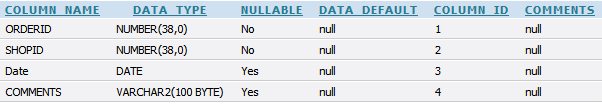 COLUMN_NAME DATA_TYPE NULLABLE DATA_DEFAULT COLUMN_ID COMMENTS
ORDERID NUMBER(38,0) No null 1 null
SHOPID NUMBER(38,0) No null 2 null
Date DATE Yes null 3 null
COMMENTS VARCHAR2(100 BYTE) Yes null 4 null